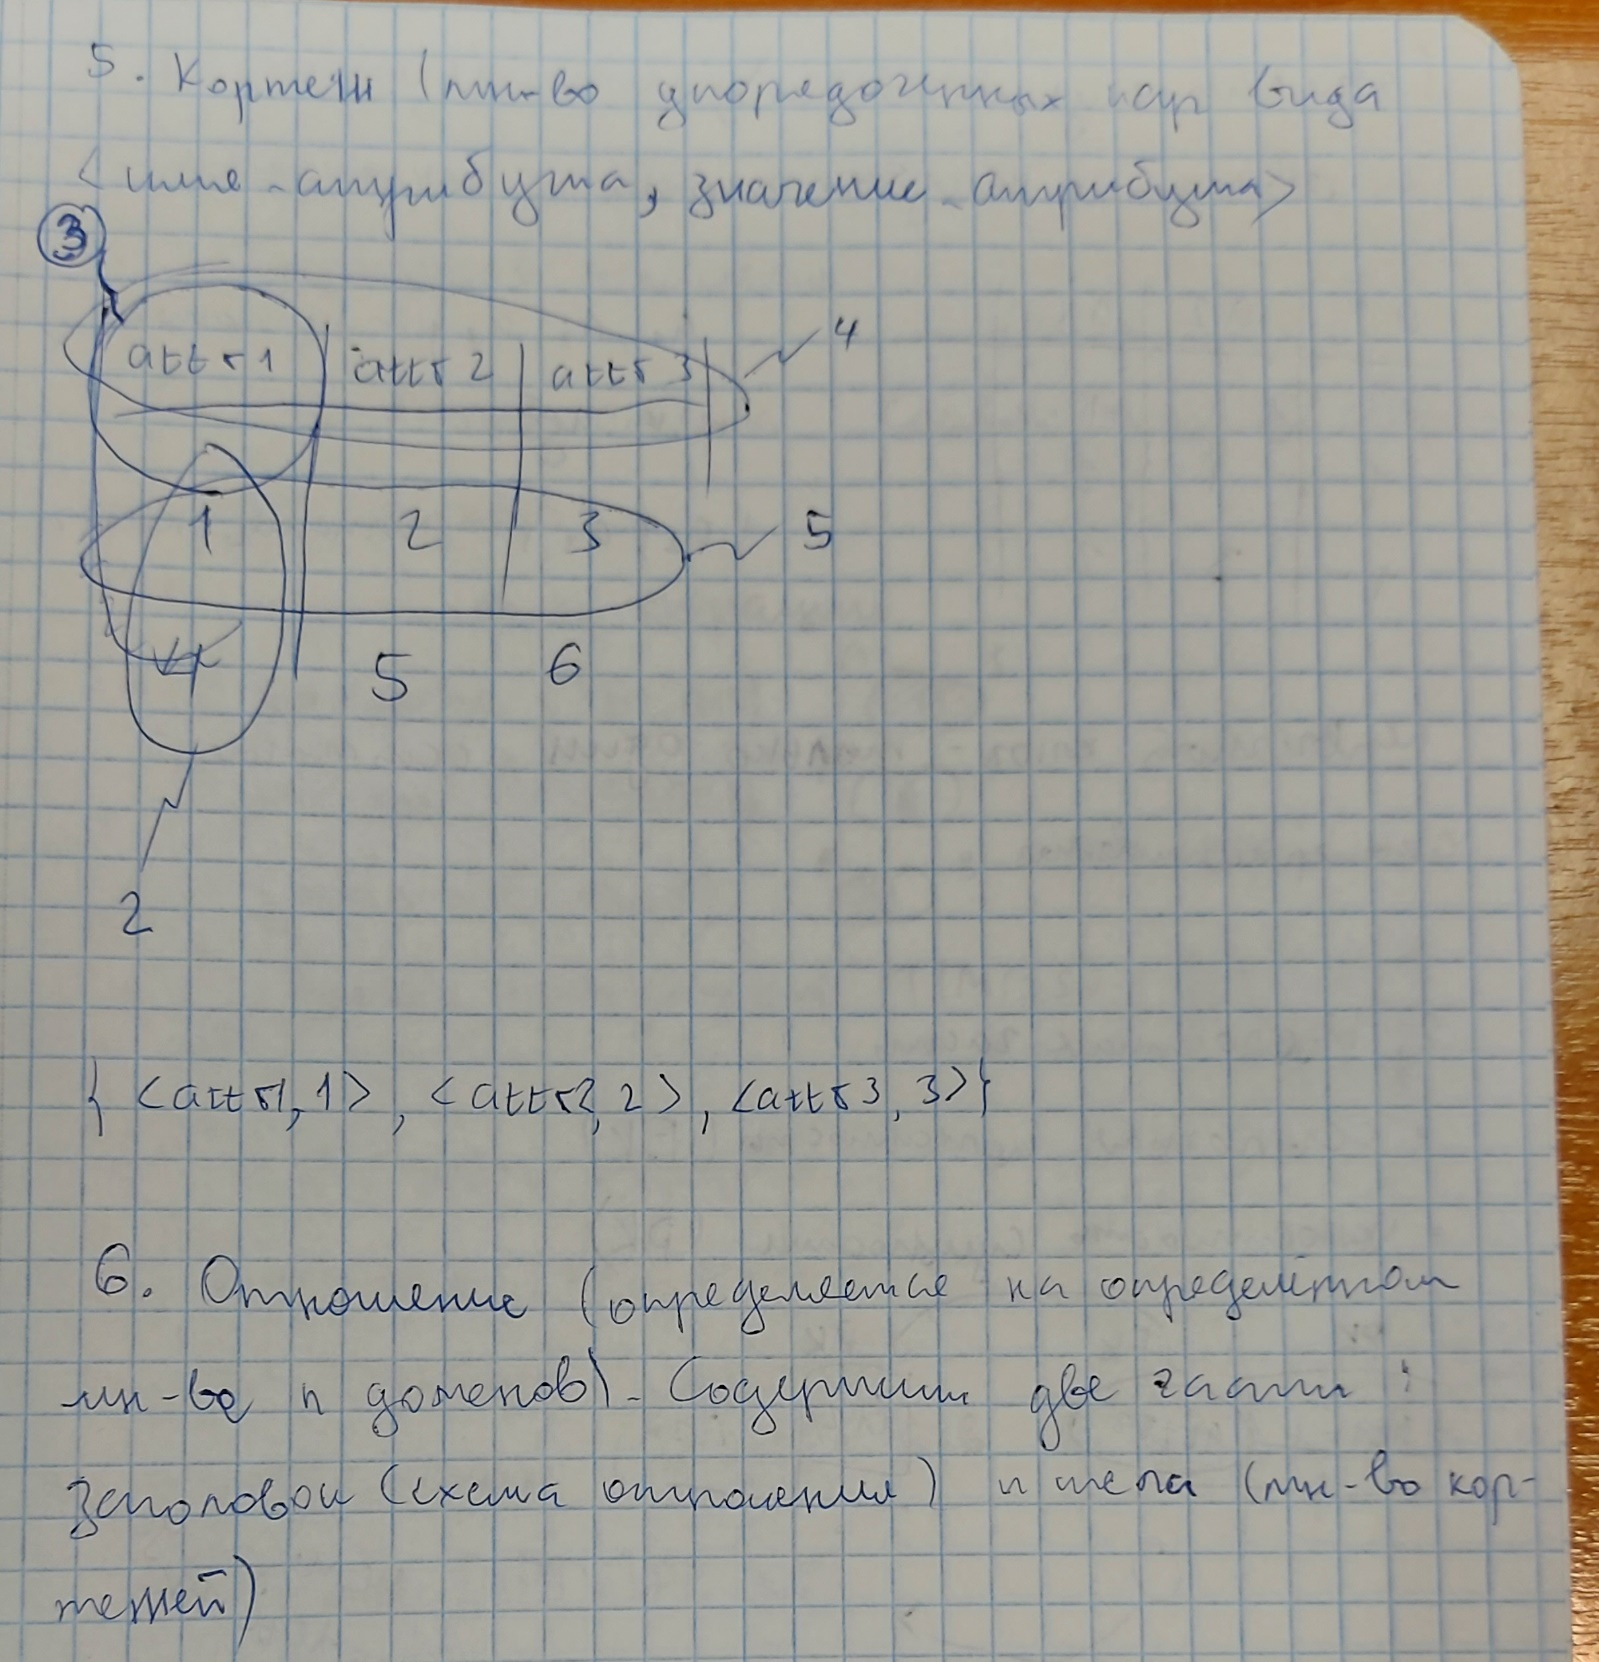 5. Кортеж (мн-во упорядоченных пар вида
<имя_атрибута, значение_атрибута>
3
attr1 attr2 attr3 4
1 2 3 5
4 5 6
2
{ <attr1, 1>, <attr2, 2>, <attr3, 3>}
6. Отношение (определяется на определённом
мн-ве n доменов). Содержит две части:
заголовок (схема отношения) и тела (мн-во кор-
тежей)